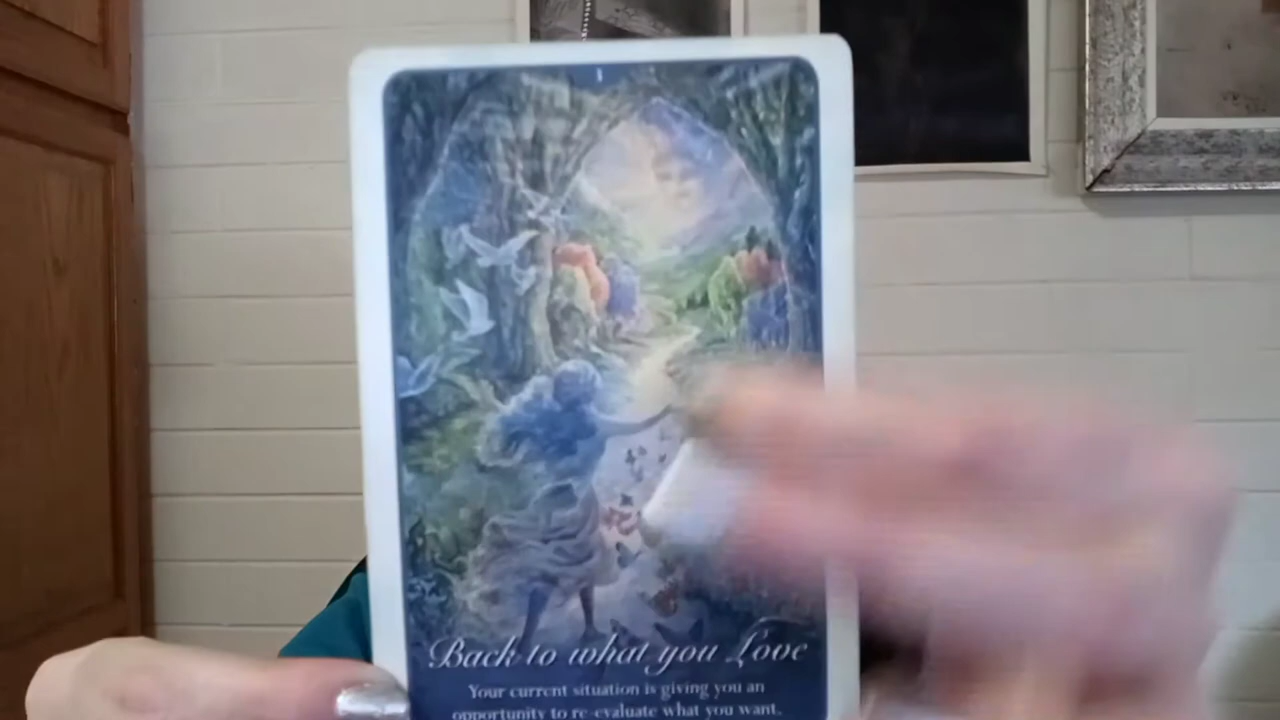 1
Back to what you Love
Your current situation is giving you an
opportunity to re-evaluate what you want.